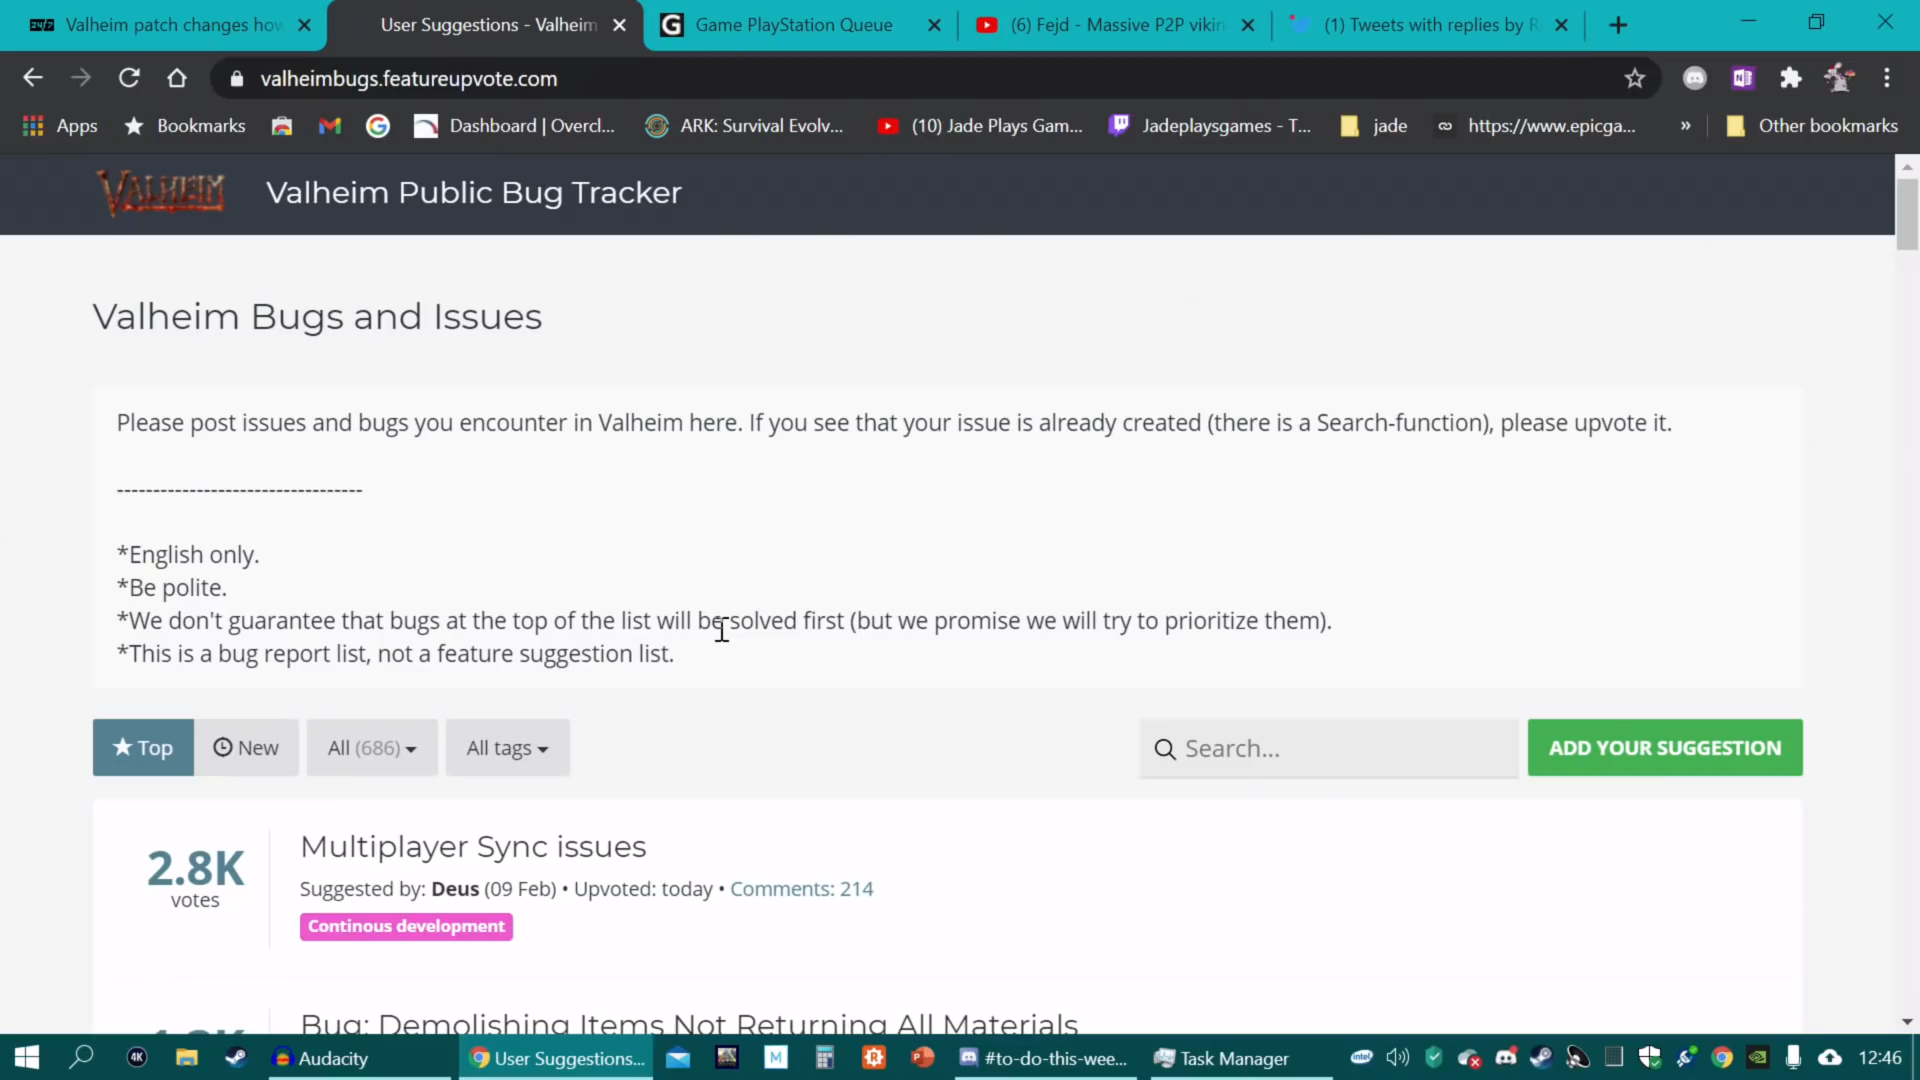 Valheim patch changes how
User Suggestions - Valheim
Game PlayStation Queue
(6) Fejd - Massive P2P vikin
(1) Tweets with replies by R
valheimbugs.featureupvote.com
Apps
Bookmarks
Dashboard | Overcl...
ARK: Survival Evolv...
(10) Jade Plays Gam...
Jadeplaysgames - T...
jade
https://www.epicga...
»
Other bookmarks
VALHEIM
Valheim Public Bug Tracker
Valheim Bugs and Issues
Please post issues and bugs you encounter in Valheim here. If you see that your issue is already created (there is a Search-function), please upvote it.
----------------------------------
*English only.
*Be polite.
*We don't guarantee that bugs at the top of the list will be solved first (but we promise we will try to prioritize them).
*This is a bug report list, not a feature suggestion list.
Top
New
All (686)
All tags
Search...
ADD YOUR SUGGESTION
2.8K
votes
Multiplayer Sync issues
Suggested by: Deus (09 Feb) • Upvoted: today • Comments: 214
Continous development
Bug: Demolishing Items Not Returning All Materials
4K
Audacity
User Suggestions...
M
#to-do-this-wee...
Task Manager
intel
12:46